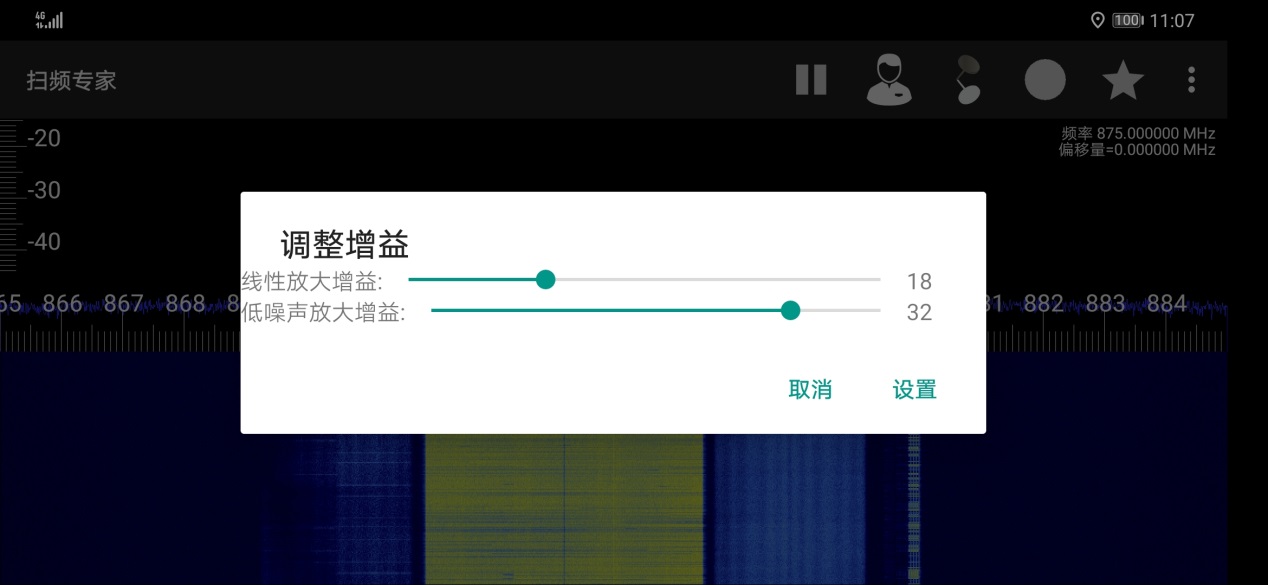 4G 100 11:07
扫频专家
频率 875.000000 MHz
偏移量=0.000000 MHz
-20
-30
-40
调整增益
线性放大增益: 18
低噪声放大增益: 32
取消 设置
65 866 867 868 8 81 882 883 884